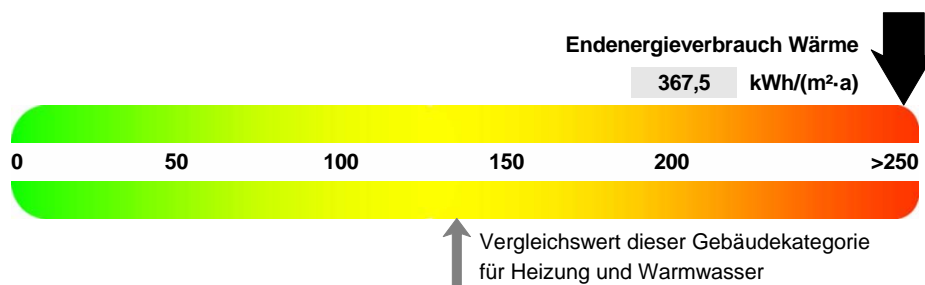 Endenergieverbrauch Wärme
367,5 kWh/(m²·a)
0 50 100 150 200 >250
Vergleichswert dieser Gebäudekategorie
für Heizung und Warmwasser